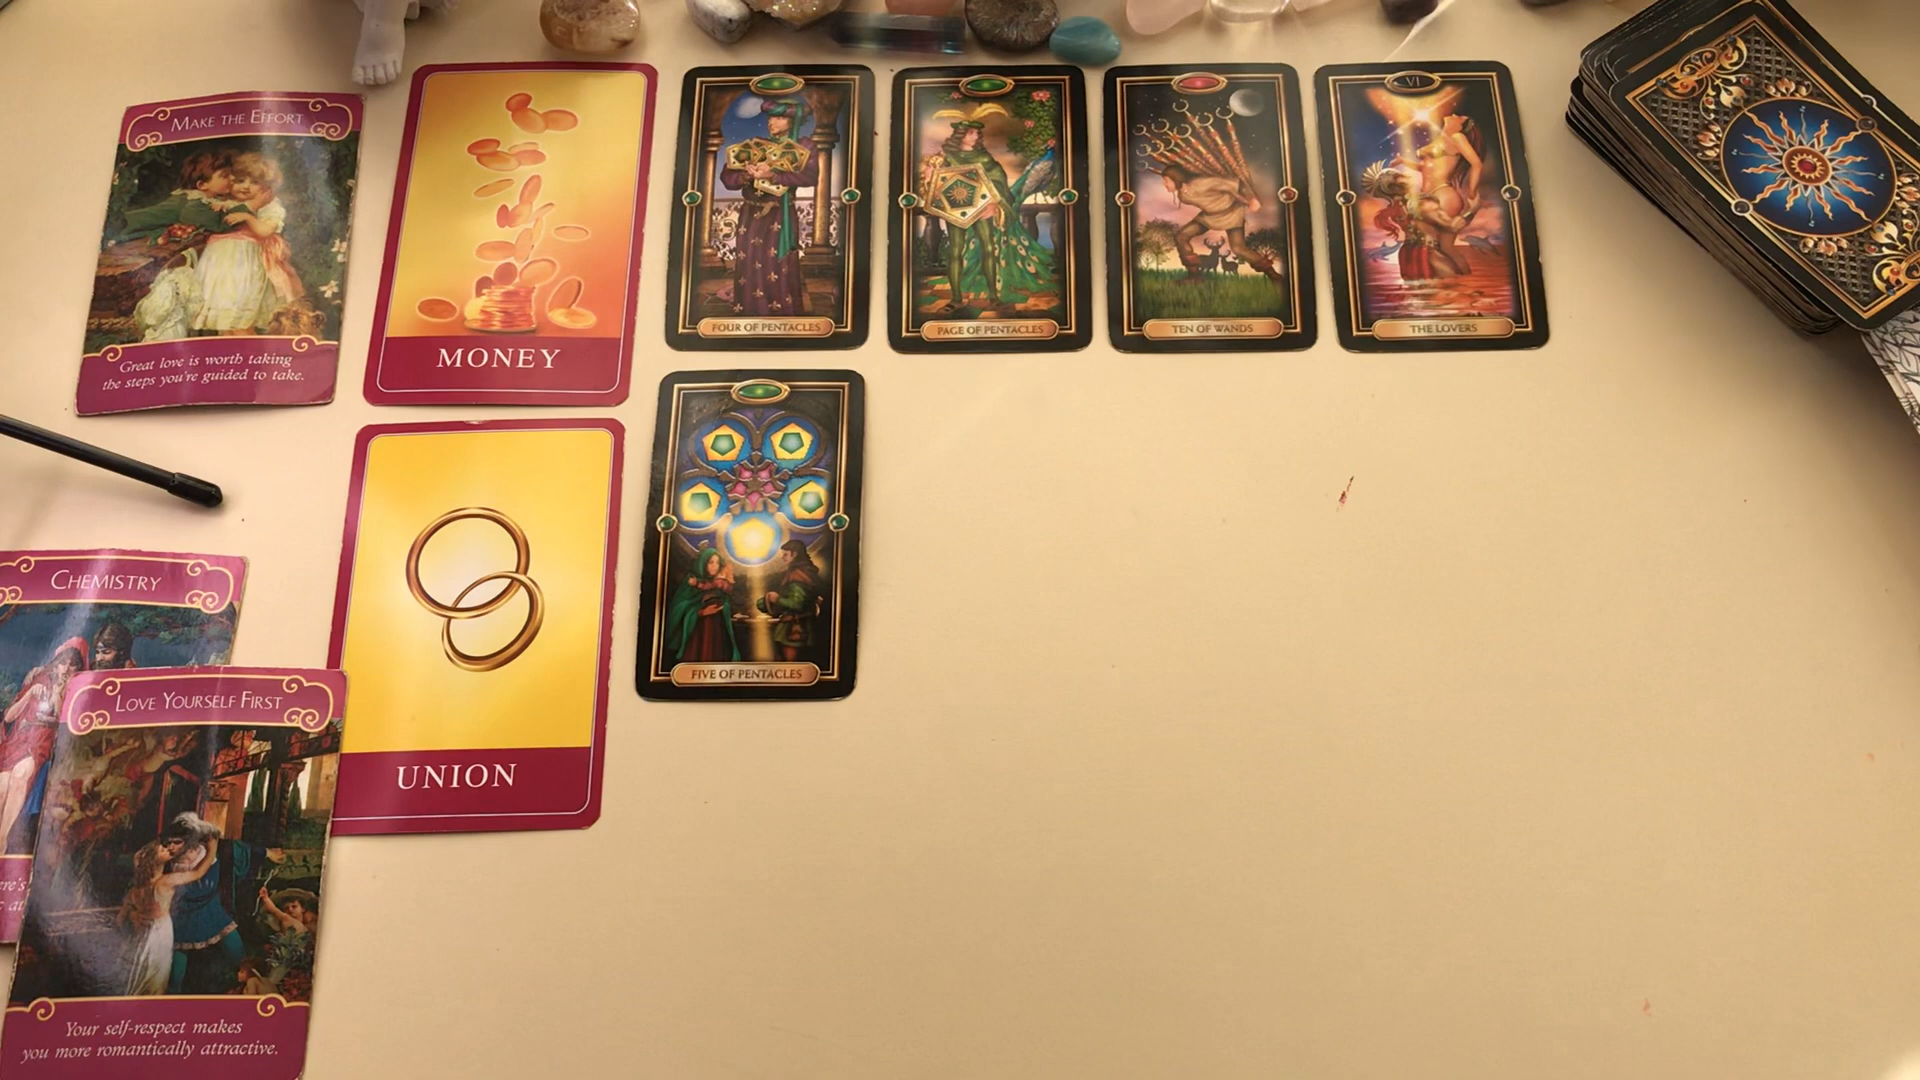 MAKE THE EFFORT
Great love is worth taking
the steps you're guided to take.
MONEY
FOUR OF PENTACLES
PAGE OF PENTACLES
TEN OF WANDS
VI
THE LOVERS
UNION
FIVE OF PENTACLES
CHEMISTRY
LOVE YOURSELF FIRST
Your self-respect makes
you more romantically attractive.